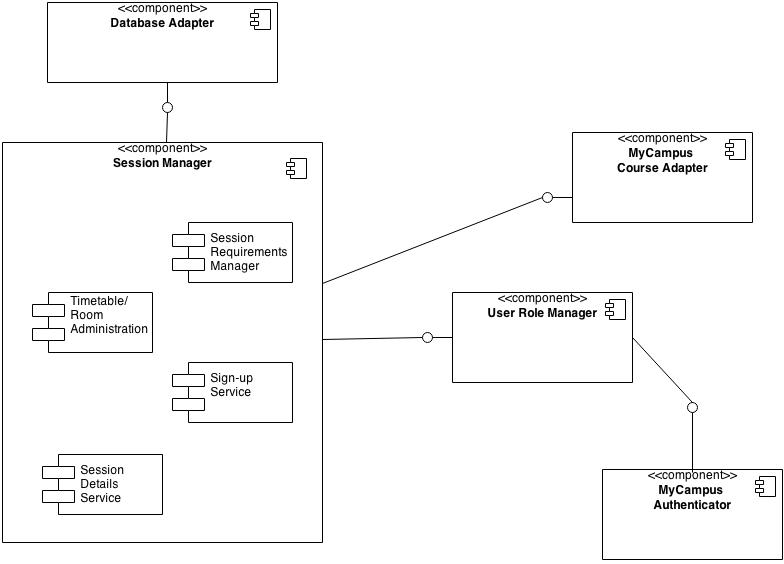 <<component>>
Database Adapter
<<component>>
Session Manager
Session
Requirements
Manager
Timetable/
Room
Administration
Sign-up
Service
Session
Details
Service
<<component>>
MyCampus
Course Adapter
<<component>>
User Role Manager
<<component>>
MyCampus
Authenticator